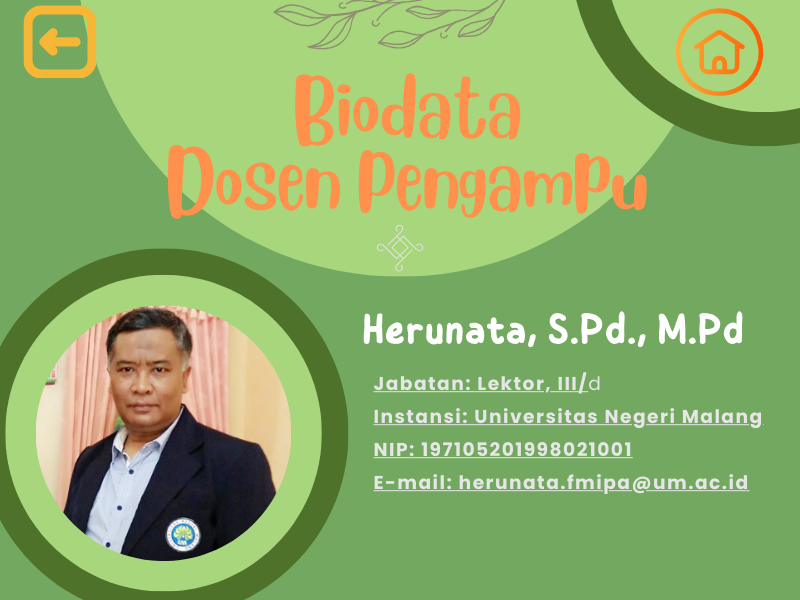 Biodata
Dosen Pengampu
Herunata, S.Pd., M.Pd
Jabatan: Lektor, III/d
Instansi: Universitas Negeri Malang
NIP: 197105201998021001
E-mail: herunata.fmipa@um.ac.id